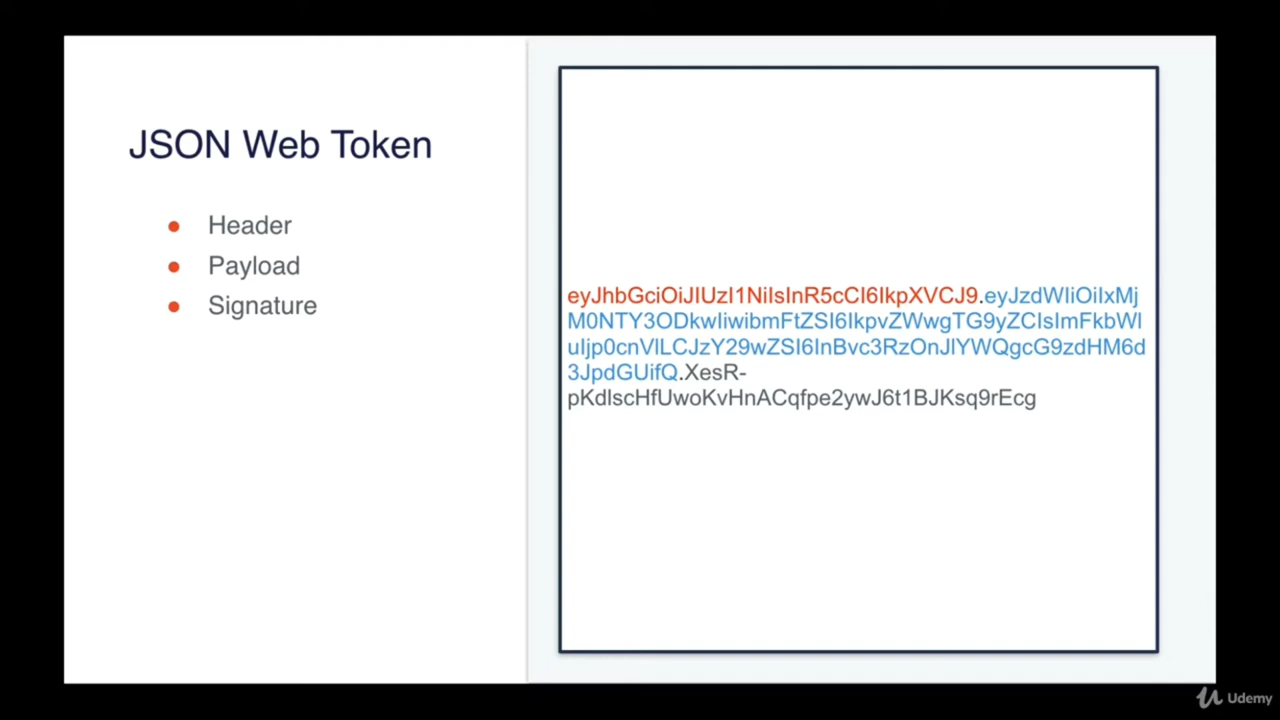 JSON Web Token
● Header
● Payload
● Signature
eyJhbGciOiJIUzI1NiIsInR5cCI6IkpXVCJ9.eyJzdWIiOiIxMj
M0NTY3ODkwIiwibmFtZSI6IkpvZWwgTG9yZCIsImFkbWl
uIjp0cnVlLCJzY29wZSI6InBvc3RzOnJlYWQgcG9zdHM6d
3JpdGUifQ.XesR-
pKdlscHfUwoKvHnACqfpe2ywJ6t1BJKsq9rEcg
Udemy